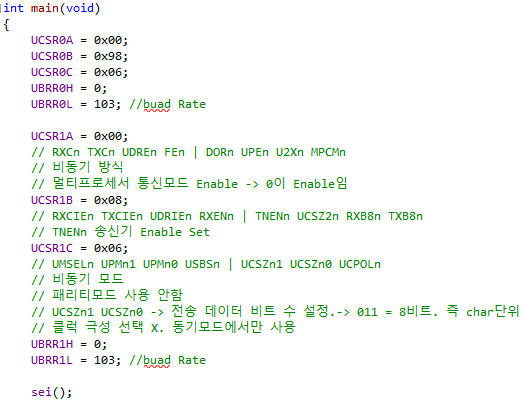 int main(void)
{
UCSR0A = 0x00;
UCSR0B = 0x98;
UCSR0C = 0x06;
UBRR0H = 0;
UBRR0L = 103; //buad Rate
UCSR1A = 0x00;
// RXCn TXCn UDREn FEn | DORn UPEn U2Xn MPCMn
// 비동기 방식
// 멀티프로세서 통신모드 Enable -> 0이 Enable임
UCSR1B = 0x08;
// RXCIEn TXCIEn UDRIEn RXENn | TNENn UCSZ2n RXB8n TXB8n
// TNENn 송신기 Enable Set
UCSR1C = 0x06;
// UMSELn UPMn1 UPMn0 USBSn | UCSZn1 UCSZn0 UCPOLn
// 비동기 모드
// 패리티모드 사용 안함
// UCSZn1 UCSZn0 -> 전송 데이터 비트 수 설정.-> 011 = 8비트. 즉 char단위
// 클럭 극성 선택 X. 동기모드에서만 사용
UBRR1H = 0;
UBRR1L = 103; //buad Rate
sei();